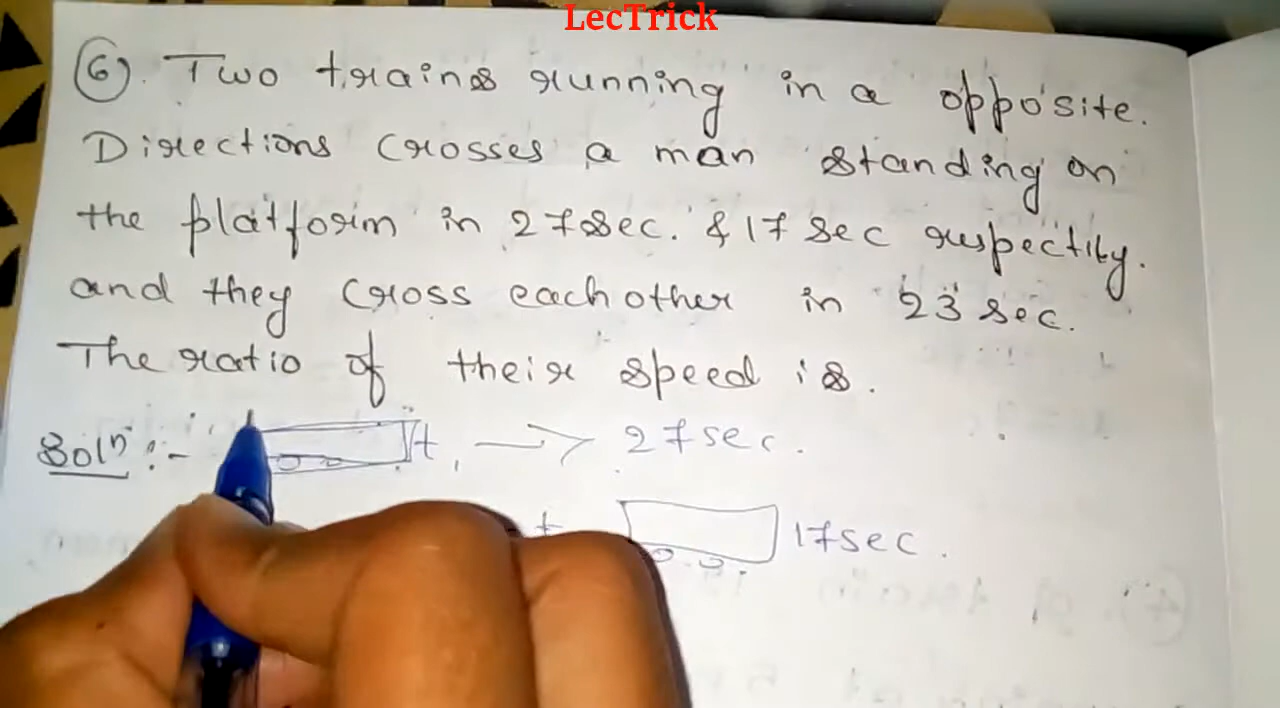 LecTrick
6. Two trains running in a opposite.
Directions crosses a man standing on
the platform in 27sec. & 17 sec respectily.
and they cross each other in 23 sec.
The ratio of their speed is.
Solⁿ :- t, → 27sec.
t 17sec.